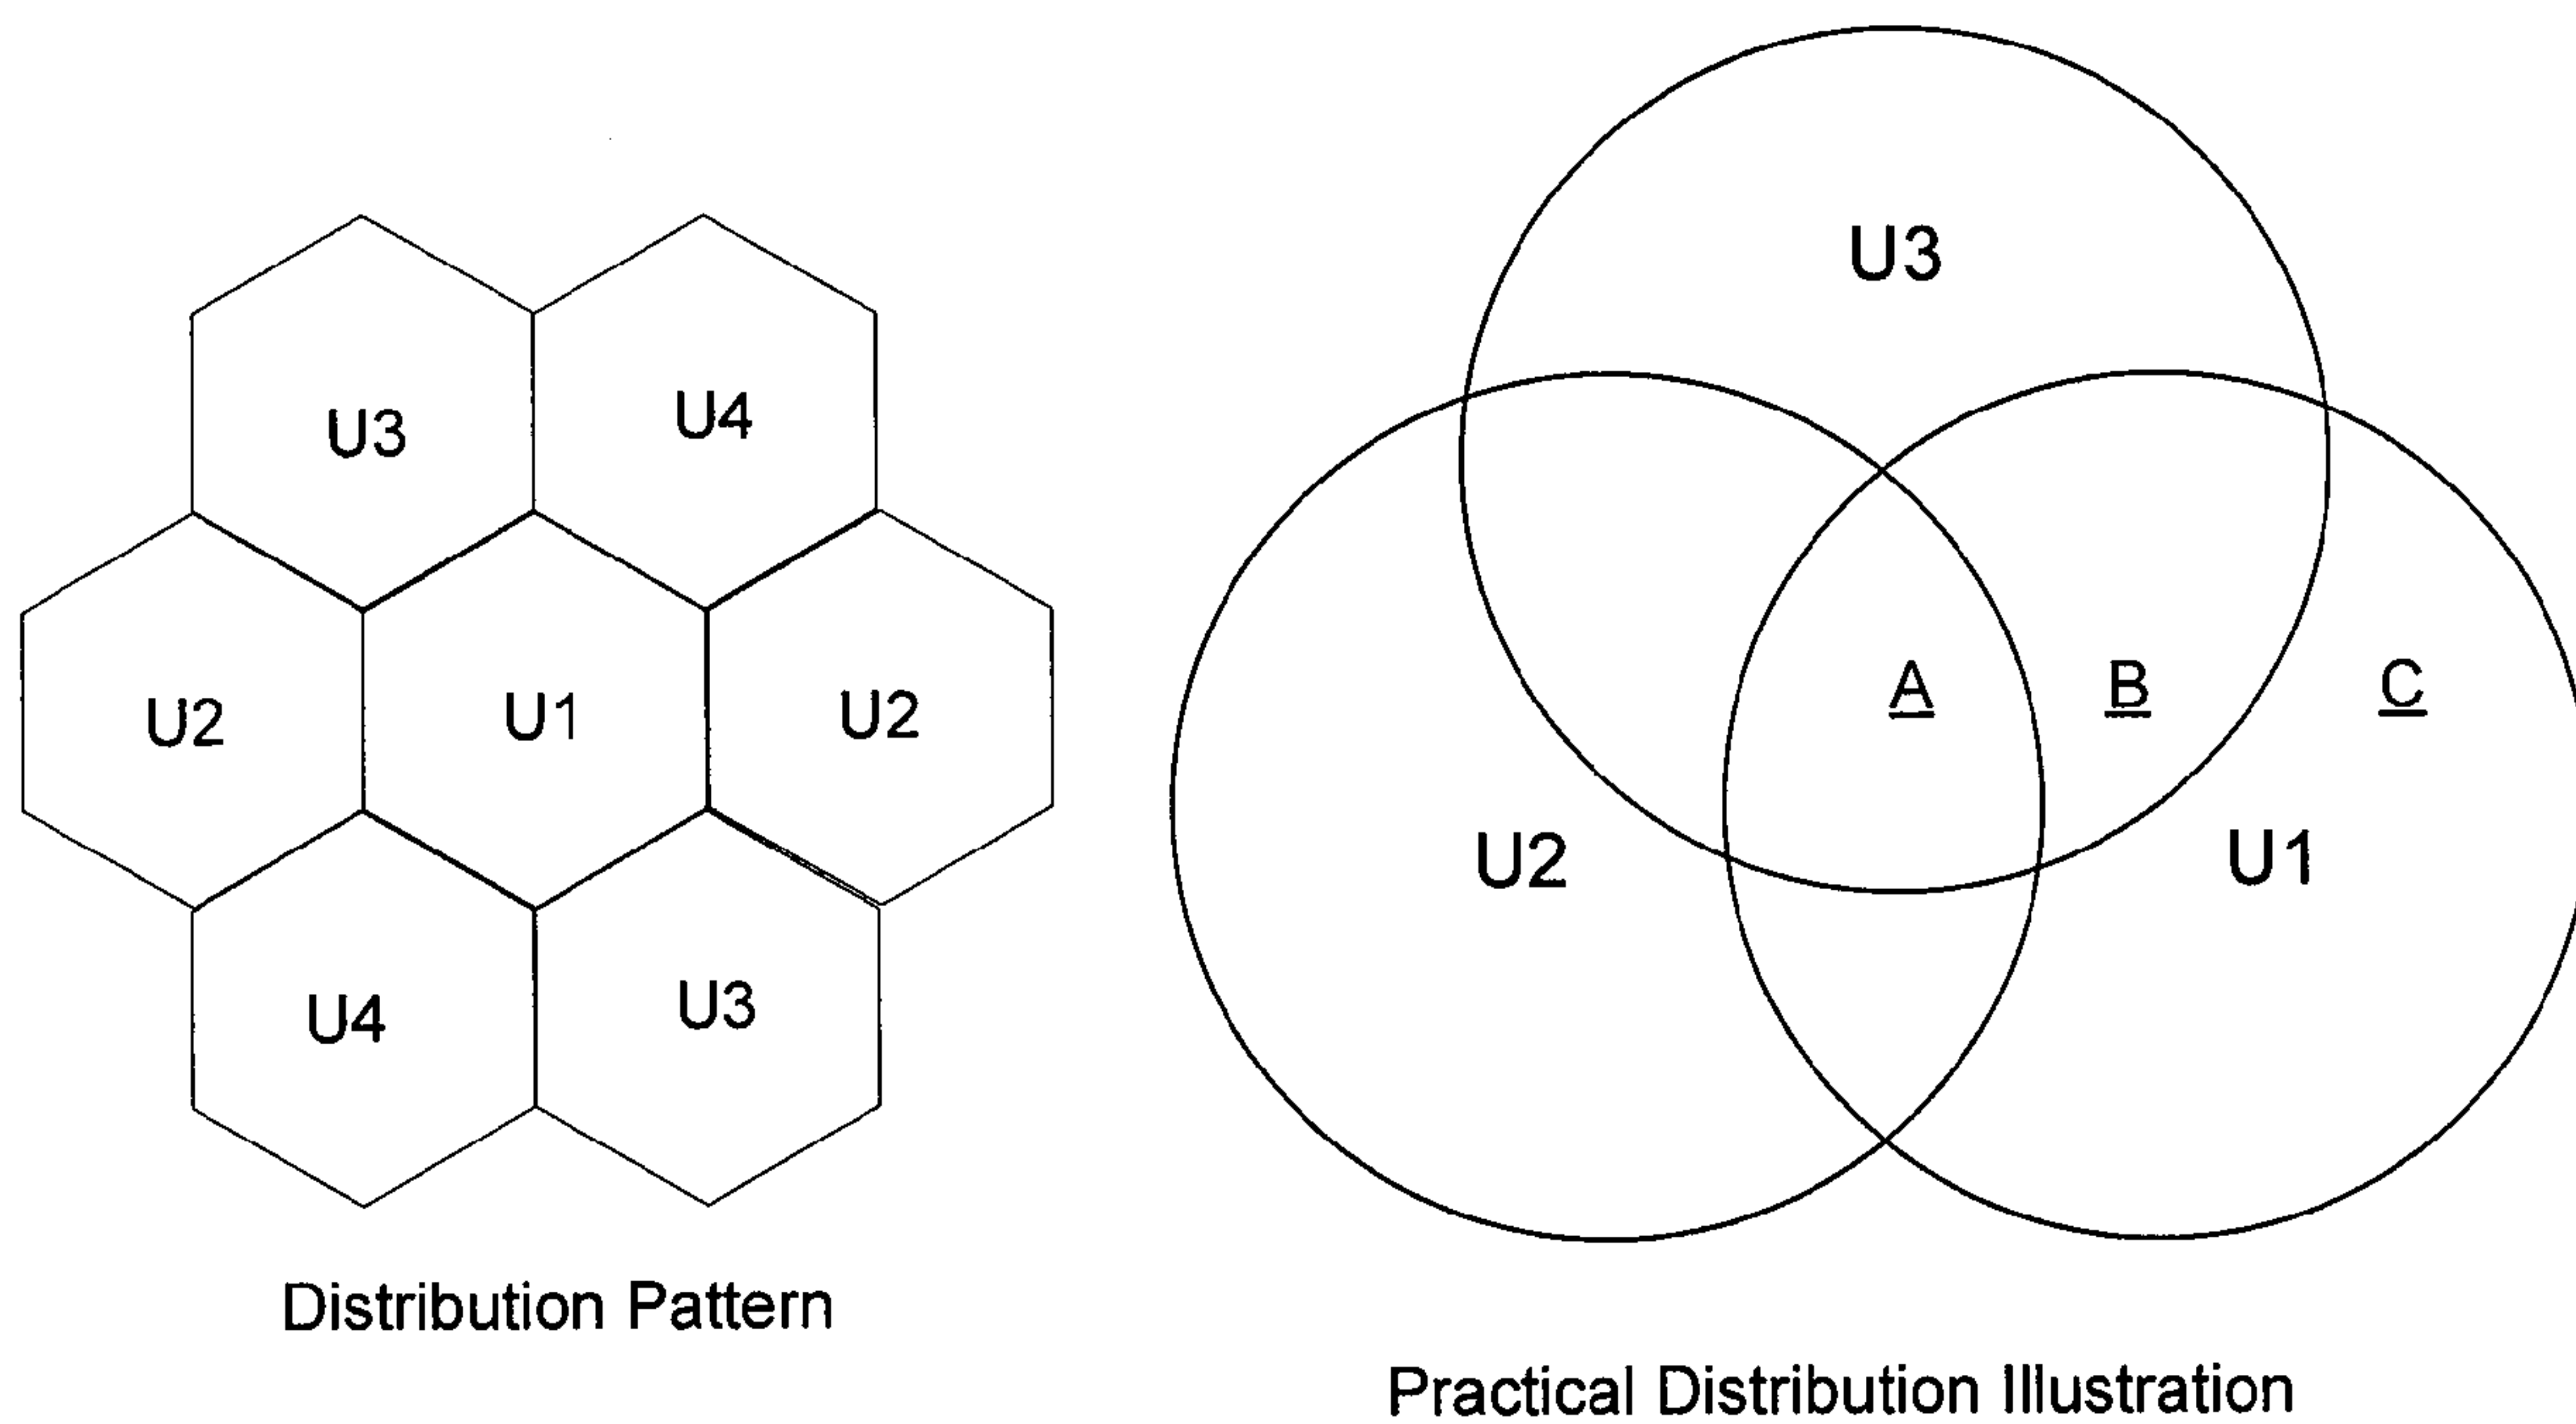 U3
U4
U2
U1
U2
U4
U3
Distribution Pattern
U3
A
B
C
U2
U1
Practical Distribution Illustration